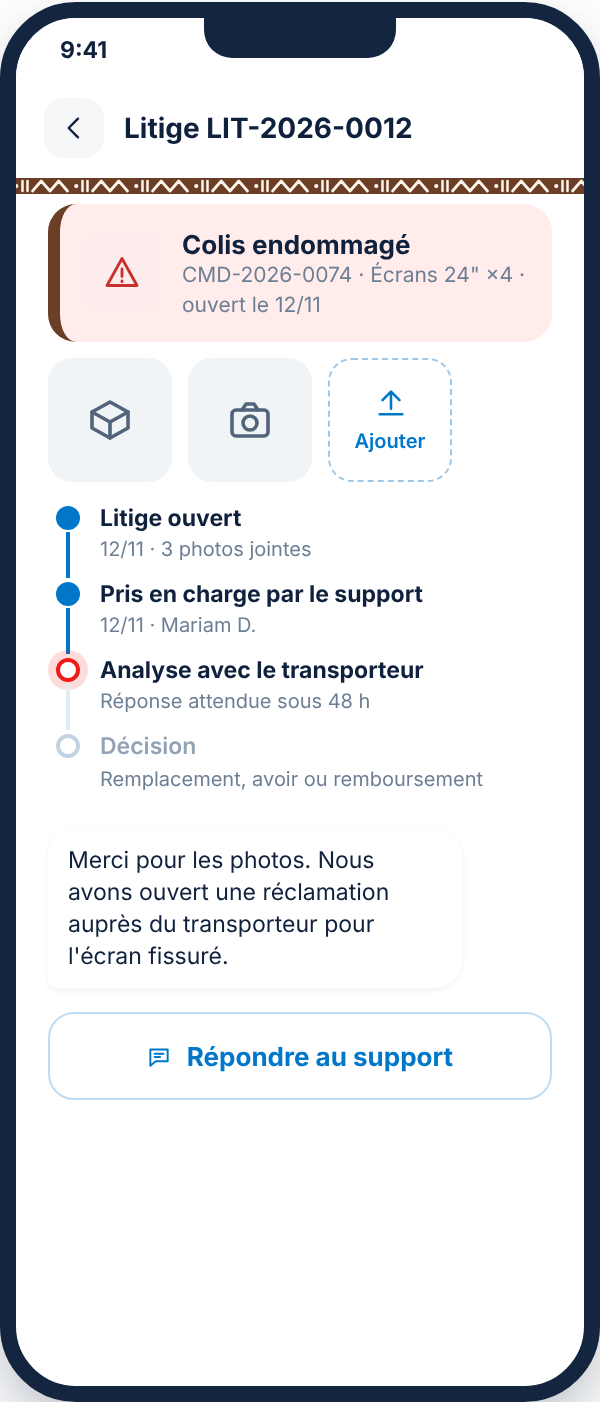 9:41
Litige LIT-2026-0012
Colis endommagé
CMD-2026-0074 · Écrans 24" ×4 ·
ouvert le 12/11
Ajouter
Litige ouvert
12/11 · 3 photos jointes
Pris en charge par le support
12/11 · Mariam D.
Analyse avec le transporteur
Réponse attendue sous 48 h
Décision
Remplacement, avoir ou remboursement
Merci pour les photos. Nous
avons ouvert une réclamation
auprès du transporteur pour
l'écran fissuré.
Répondre au support